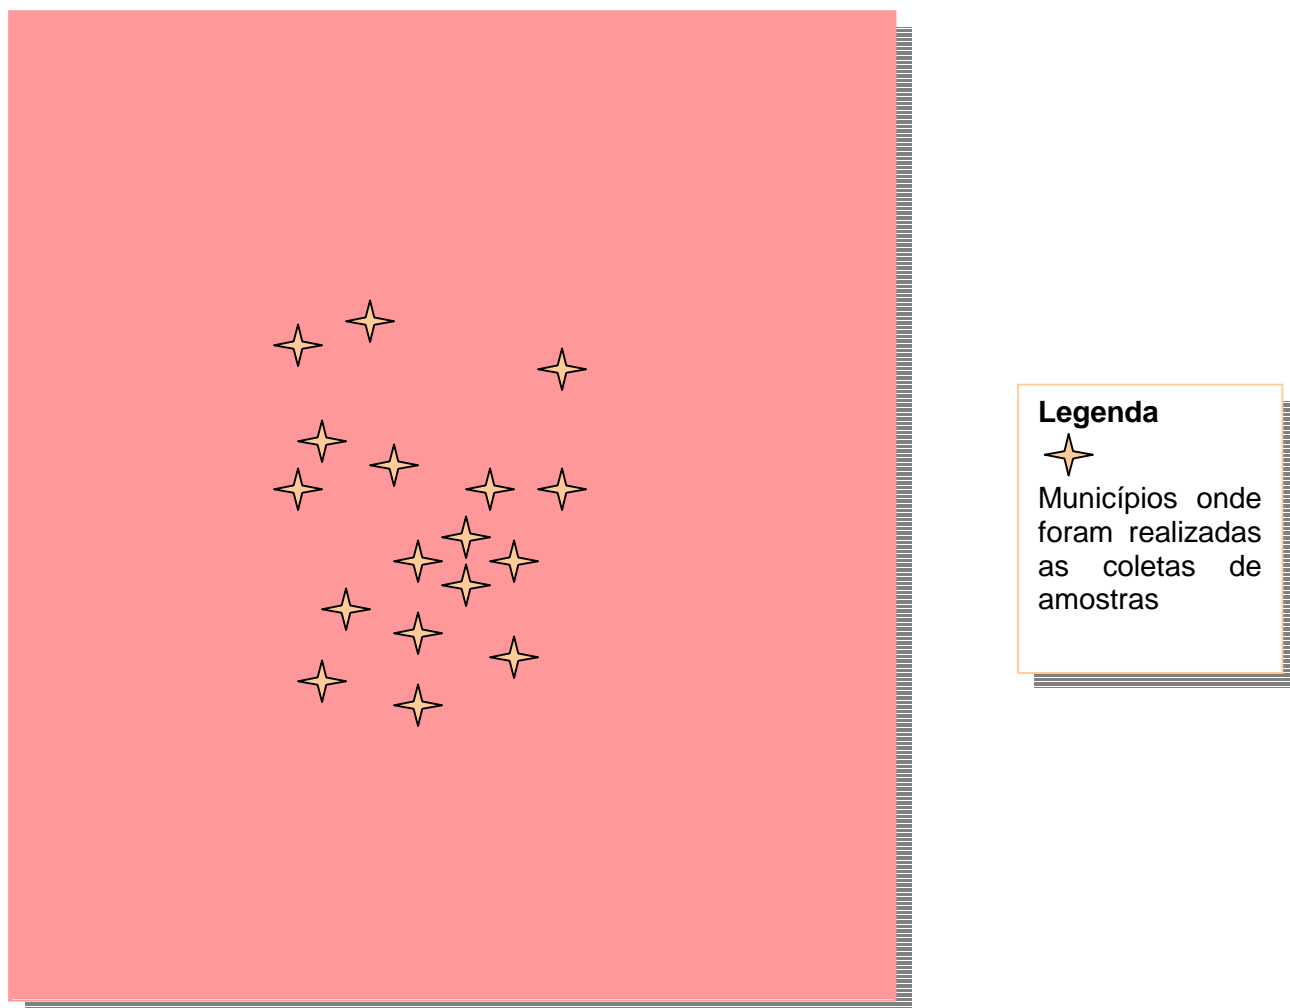 Legenda
Municípios onde
foram realizadas
as coletas de
amostras